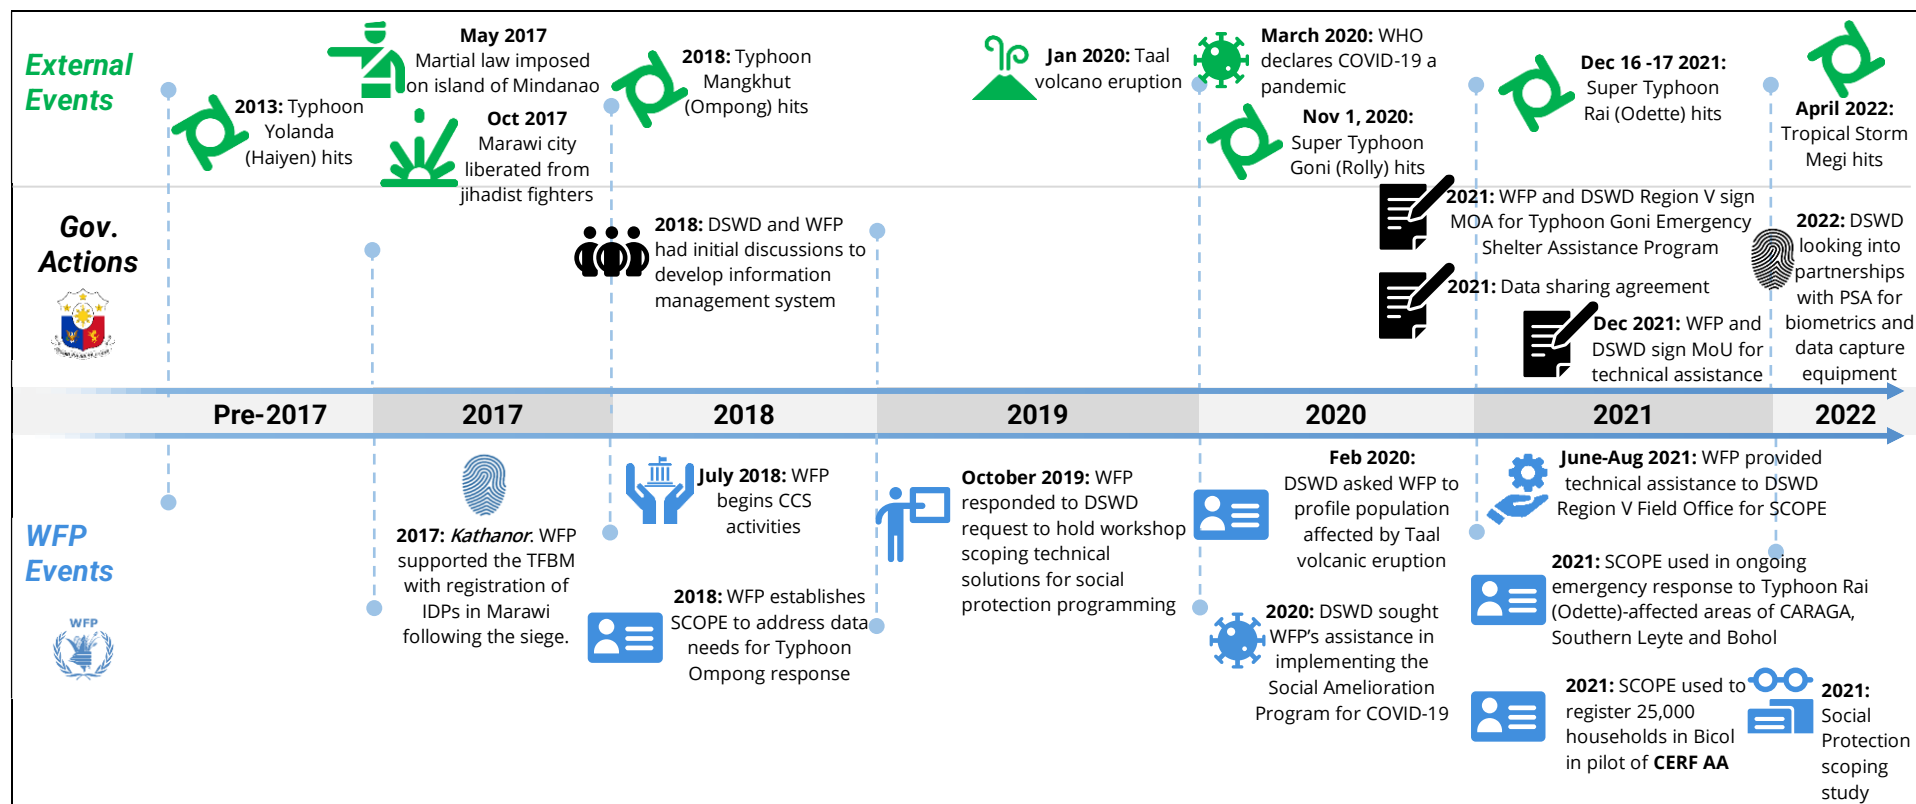 External
Events
2013: Typhoon
Yolanda
(Haiyen) hits
May 2017
Martial law imposed
on island of Mindanao
Oct 2017
Marawi city
liberated from
jihadist fighters
2018: Typhoon
Mangkhut
(Ompong) hits
Jan 2020: Taal
volcano eruption
March 2020: WHO
declares COVID-19 a
pandemic
Nov 1, 2020:
Super Typhoon
Goni (Rolly) hits
Dec 16 -17 2021:
Super Typhoon
Rai (Odette) hits
April 2022:
Tropical Storm
Megi hits
Gov.
Actions
2018: DSWD and WFP
had initial discussions to
develop information
management system
2021: WFP and DSWD Region V sign
MOA for Typhoon Goni Emergency
Shelter Assistance Program
2021: Data sharing agreement
Dec 2021: WFP and
DSWD sign MoU for
technical assistance
2022: DSWD
looking into
partnerships
with PSA for
biometrics and
data capture
equipment
Pre-2017
2017
2018
2019
2020
2021
2022
WFP
Events
WFP
2017: Kathanor. WFP
supported the TFBM
with registration of
IDPs in Marawi
following the siege.
July 2018: WFP
begins CCS
activities
2018: WFP establishes
SCOPE to address data
needs for Typhoon
Ompong response
October 2019: WFP
responded to DSWD
request to hold workshop
scoping technical
solutions for social
protection programming
Feb 2020:
DSWD asked WFP to
profile population
affected by Taal
volcanic eruption
2020: DSWD sought
WFP’s assistance in
implementing the
Social Amelioration
Program for COVID-19
June-Aug 2021: WFP provided
technical assistance to DSWD
Region V Field Office for SCOPE
2021: SCOPE used in ongoing
emergency response to Typhoon Rai
(Odette)-affected areas of CARAGA,
Southern Leyte and Bohol
2021: SCOPE used to
register 25,000
households in Bicol
in pilot of CERF AA
2021:
Social
Protection
scoping
study